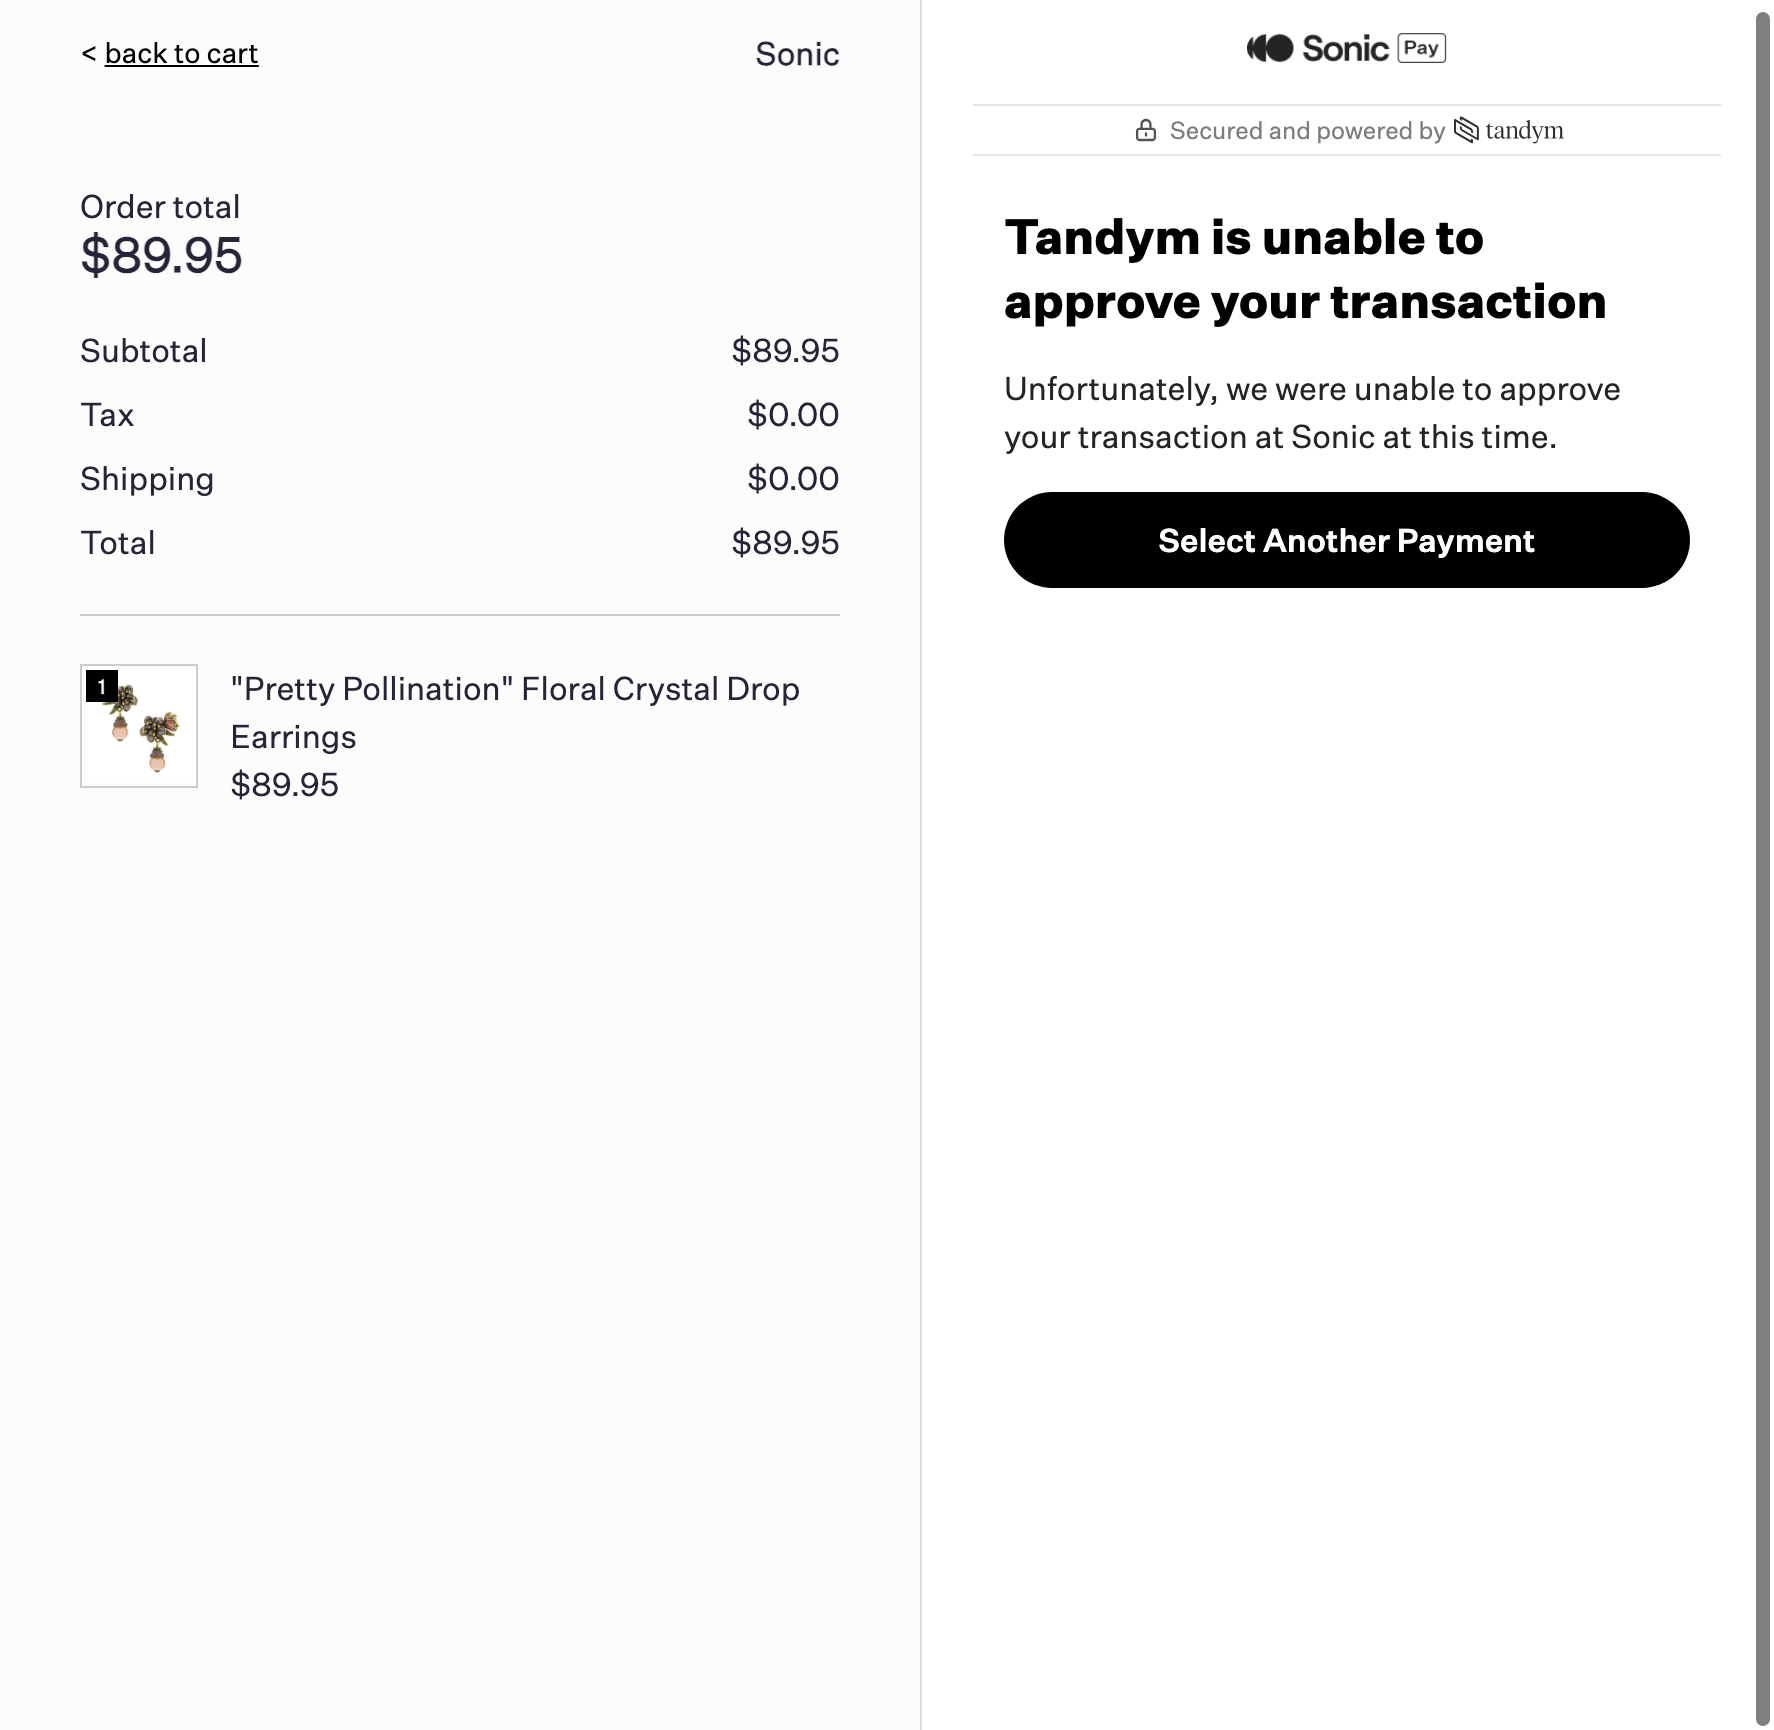 < back to cart
Sonic
Order total
$89.95
Subtotal $89.95
Tax $0.00
Shipping $0.00
Total $89.95
1
"Pretty Pollination" Floral Crystal Drop
Earrings
$89.95
Sonic Pay
Secured and powered by tandym
Tandym is unable to
approve your transaction
Unfortunately, we were unable to approve
your transaction at Sonic at this time.
Select Another Payment